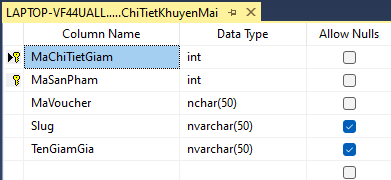 LAPTOP-VF44UALL.....ChiTietKhuyenMai
Column Name Data Type Allow Nulls
MaChiTietGiam int
MaSanPham int
MaVoucher nchar(50)
Slug nvarchar(50)
TenGiamGia nvarchar(50)